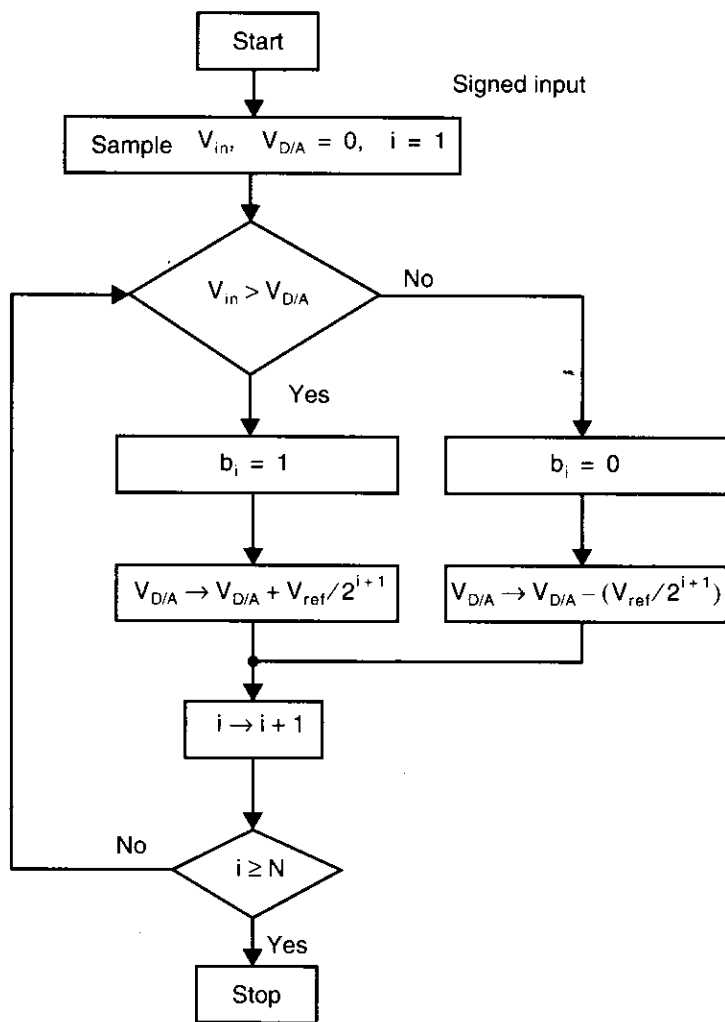 Start
Signed input
Sample V_in, V_D/A = 0, i = 1
V_in > V_D/A
No
Yes
b_i = 1
b_i = 0
V_D/A → V_D/A + V_ref/2^{i+1}
V_D/A → V_D/A − (V_ref/2^{i+1})
i → i + 1
No
i ≥ N
Yes
Stop